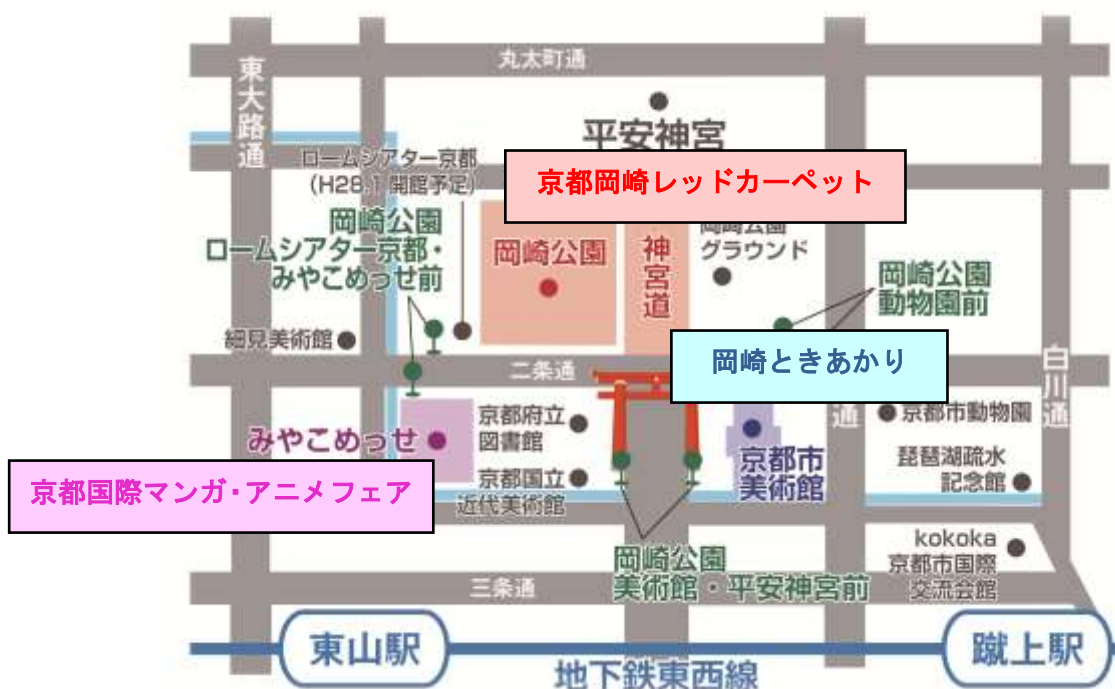 丸太町通
東大路通
平安神宮
ロームシアター京都
(H28.1 開館予定)
京都岡崎レッドカーペット
岡崎公園
ロームシアター京都・
みやこめっせ前
岡崎公園
神宮道
岡崎公園
グラウンド
岡崎公園
動物園前
細見美術館
二条通
岡崎ときあかり
白川通
通
みやこめっせ
京都府立
図書館
京都国立
近代美術館
京都市
美術館
京都市動物園
琵琶湖疏水
記念館
京都国際マンガ・アニメフェア
岡崎公園
美術館・平安神宮前
kokoka
京都市国際
交流会館
三条通
東山駅
地下鉄東西線
蹴上駅